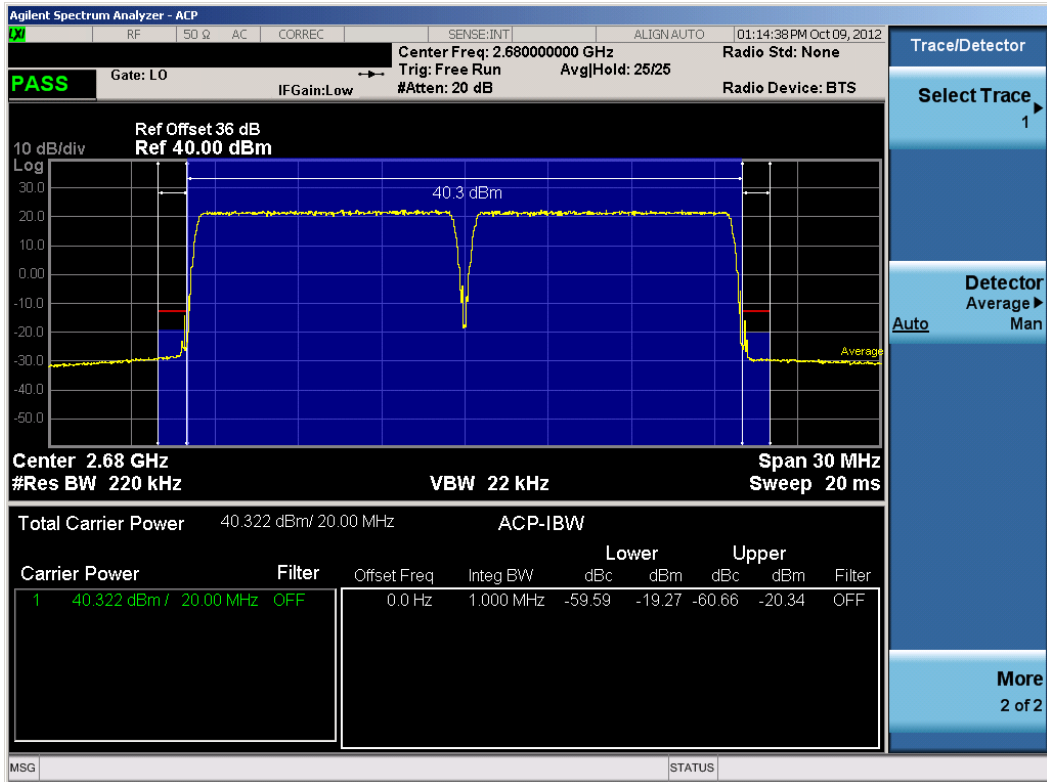 Agilent Spectrum Analyzer - ACP
LXI RF 50 Ω AC CORREC SENSE:INT ALIGN AUTO 01:14:38 PM Oct 09, 2012
Center Freq: 2.680000000 GHz Radio Std: None
Trig: Free Run Avg|Hold: 25/25
PASS Gate: LO IFGain:Low #Atten: 20 dB Radio Device: BTS
Ref Offset 36 dB
10 dB/div Ref 40.00 dBm
Log
30.0
40.3 dBm
20.0
10.0
0.00
-10.0
-20.0
Average
-30.0
-40.0
-50.0
Center 2.68 GHz Span 30 MHz
#Res BW 220 kHz VBW 22 kHz Sweep 20 ms
Total Carrier Power 40.322 dBm/ 20.00 MHz ACP-IBW
Lower Upper
Carrier Power Filter Offset Freq Integ BW dBc dBm dBc dBm Filter
1 40.322 dBm / 20.00 MHz OFF 0.0 Hz 1.000 MHz -59.59 -19.27 -60.66 -20.34 OFF
MSG STATUS
Trace/Detector
Select Trace
1
Detector
Average
Auto Man
More
2 of 2